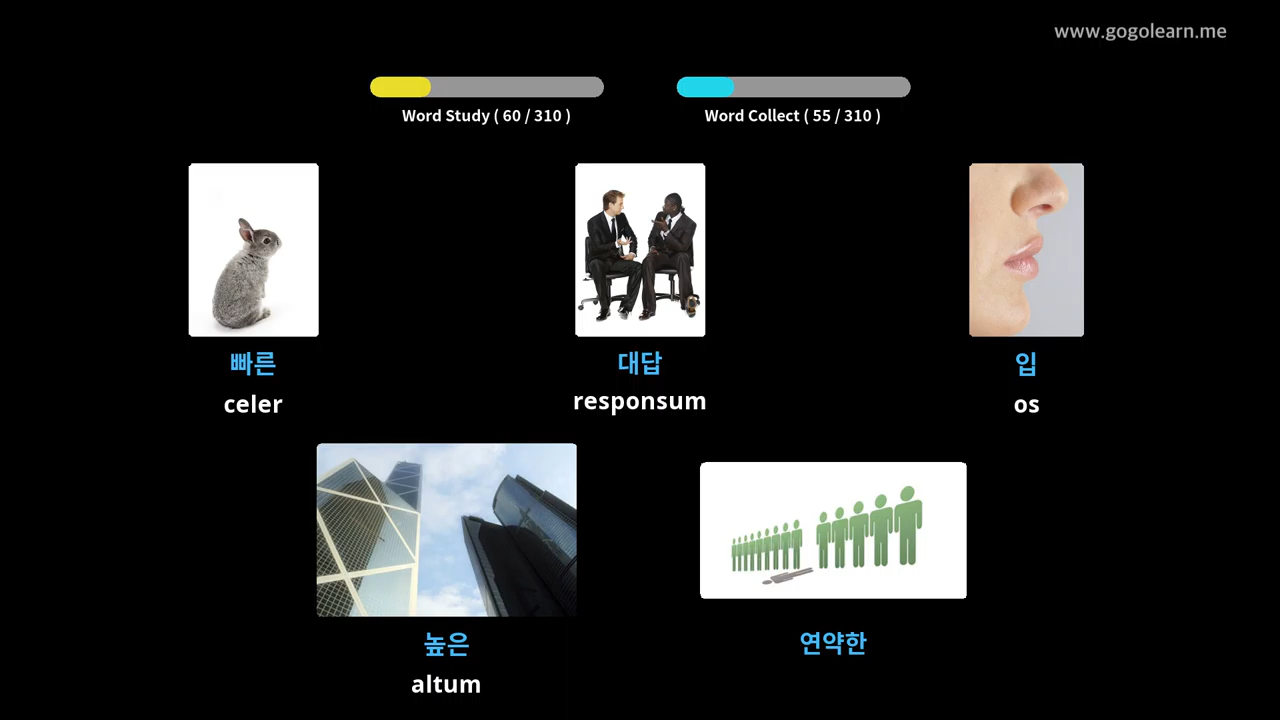 www.gogolearn.me
Word Study ( 60 / 310 )
Word Collect ( 55 / 310 )
빠른
celer
대답
responsum
입
os
높은
altum
연약한